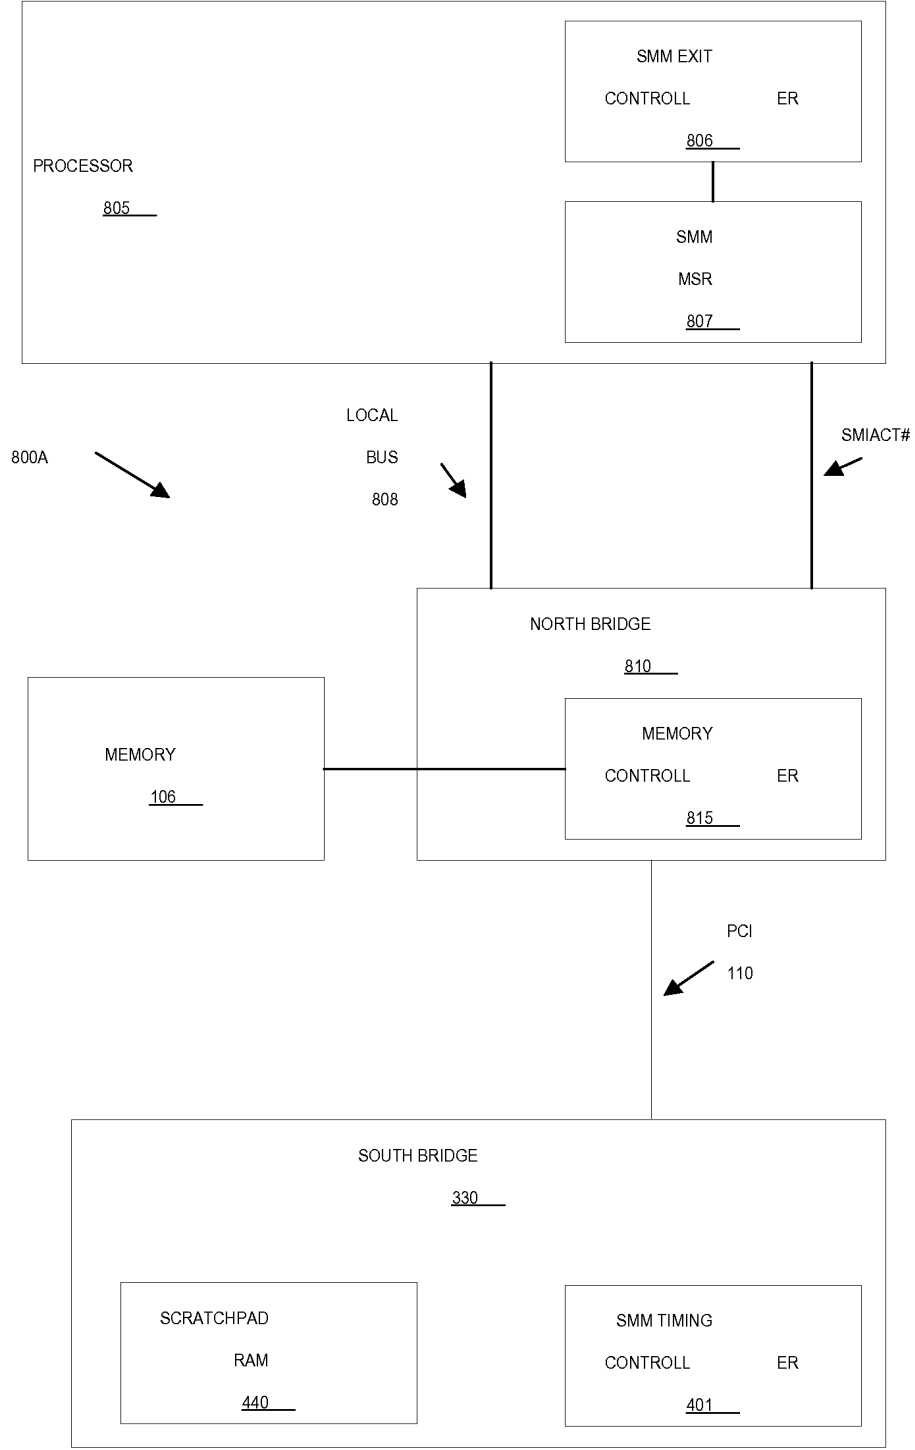 SMM EXIT
CONTROLL ER
806
PROCESSOR
805
SMM
MSR
807
LOCAL
BUS
808
800A
SMIACT#
NORTH BRIDGE
810
MEMORY
CONTROLL ER
815
MEMORY
106
PCI
110
SOUTH BRIDGE
330
SCRATCHPAD
RAM
440
SMM TIMING
CONTROLL ER
401